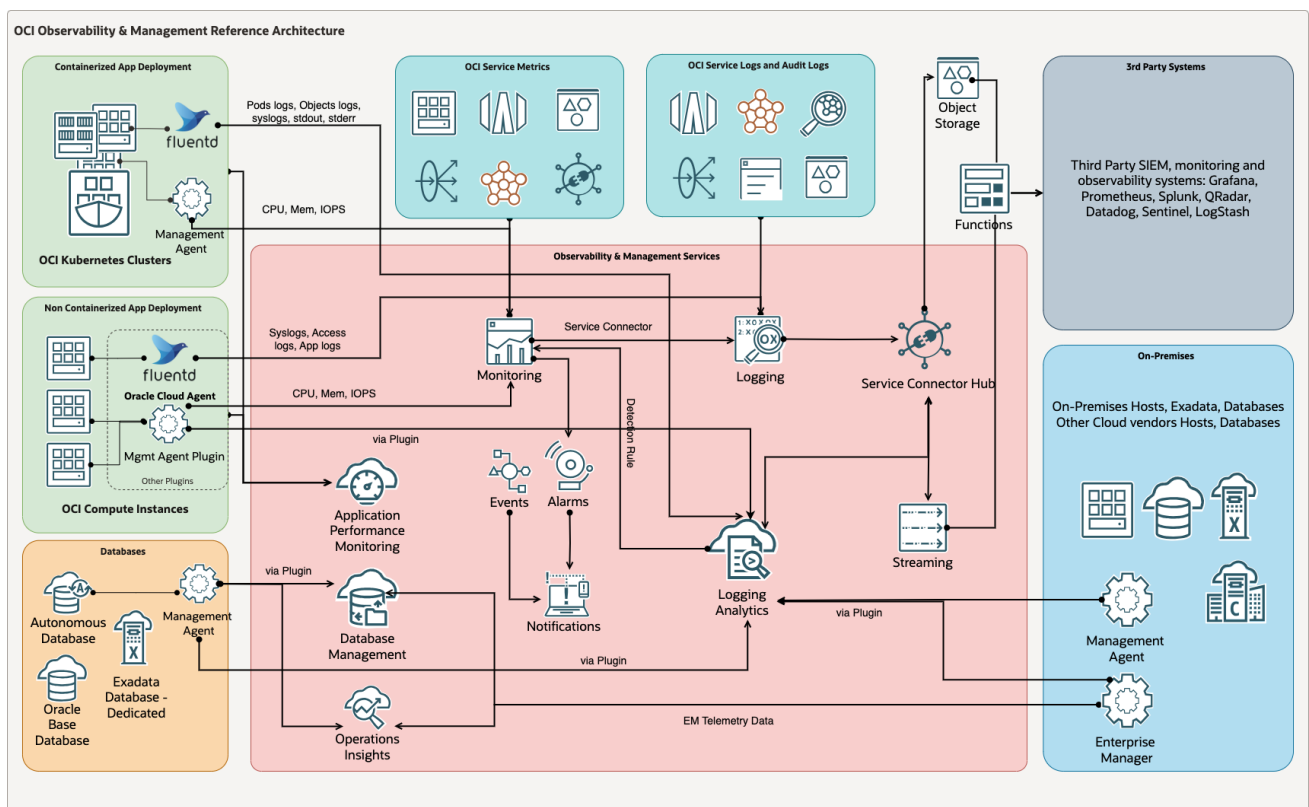 OCI Observability & Management Reference Architecture
Containerized App Deployment
fluentd
Management
Agent
OCI Kubernetes Clusters
Pods logs, Objects logs,
syslogs, stdout, stderr
CPU, Mem, IOPS
OCI Service Metrics
OCI Service Logs and Audit Logs
Object
Storage
Functions
3rd Party Systems
Third Party SIEM, monitoring and
observability systems: Grafana,
Prometheus, Splunk, QRadar,
Datadog, Sentinel, LogStash
Non Containerized App Deployment
fluentd
Oracle Cloud Agent
Mgmt Agent Plugin
Other Plugins
OCI Compute Instances
Syslogs, Access
logs, App logs
CPU, Mem, IOPS
via Plugin
Observability & Management Services
Monitoring
Service Connector
Logging
Service Connector Hub
Detection Rule
Application
Performance
Monitoring
Events
Alarms
Notifications
Logging
Analytics
Streaming
On-Premises
On-Premises Hosts, Exadata, Databases
Other Cloud vendors Hosts, Databases
X
C
Management
Agent
Enterprise
Manager
via Plugin
Databases
A
Autonomous
Database
Management
Agent
X
Exadata
Database -
Dedicated
Oracle
Base
Database
via Plugin
Database
Management
via Plugin
EM Telemetry Data
Operations
Insights